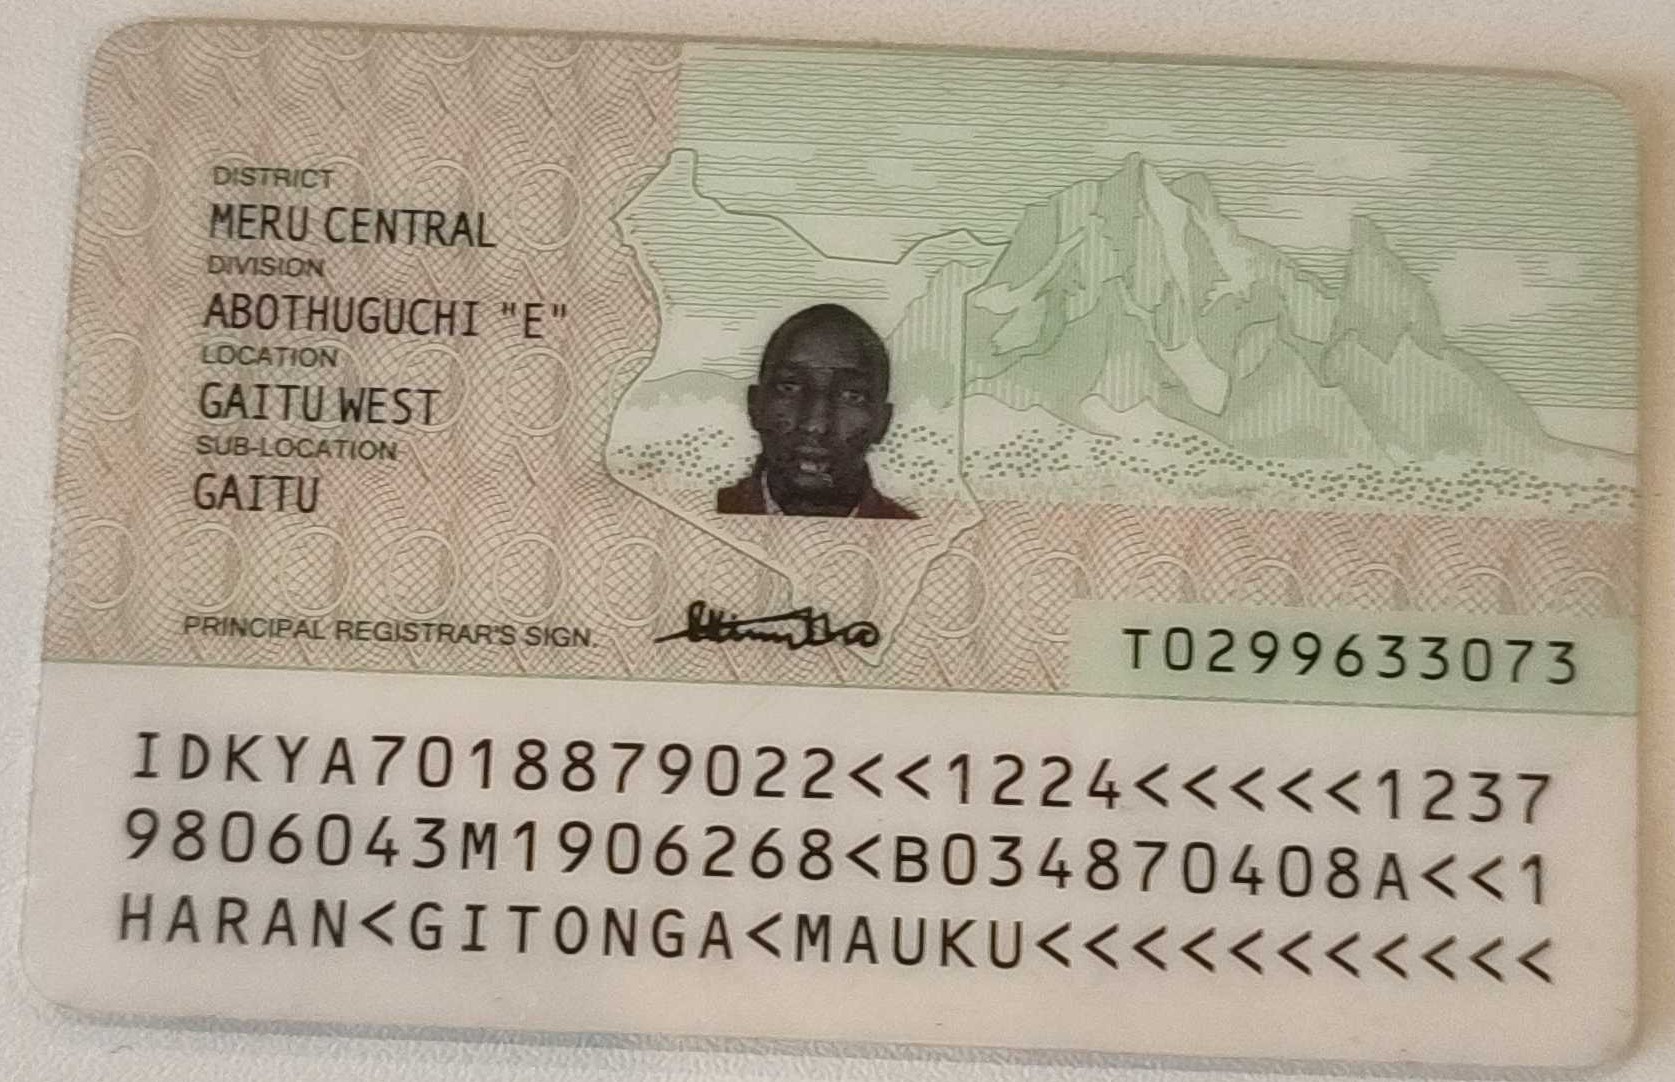 DISTRICT
MERU CENTRAL
DIVISION
ABOTHUGUCHI "E"
LOCATION
GAITU WEST
SUB-LOCATION
GAITU
PRINCIPAL REGISTRAR'S SIGN.
T0299633073
IDKYA7018879022<<1224<<<<<1237
9806043M1906268<B034870408A<<1
HARAN<GITONGA<MAUKU<<<<<<<<<<<